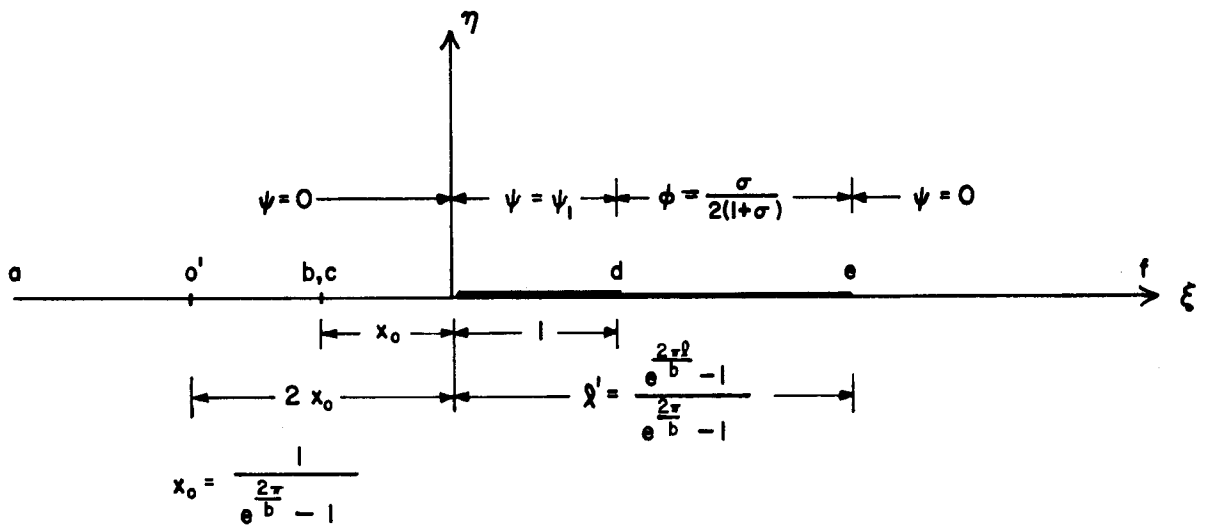 η
ψ = 0 ψ = ψ₁ ϕ = σ / 2(1+σ) ψ = 0
a o' b,c d e f
ξ
x₀ 1
2 x₀ ℓ' = (e^{2πℓ/b} - 1) / (e^{2π/b} - 1)
x₀ = 1 / (e^{2π/b} - 1)